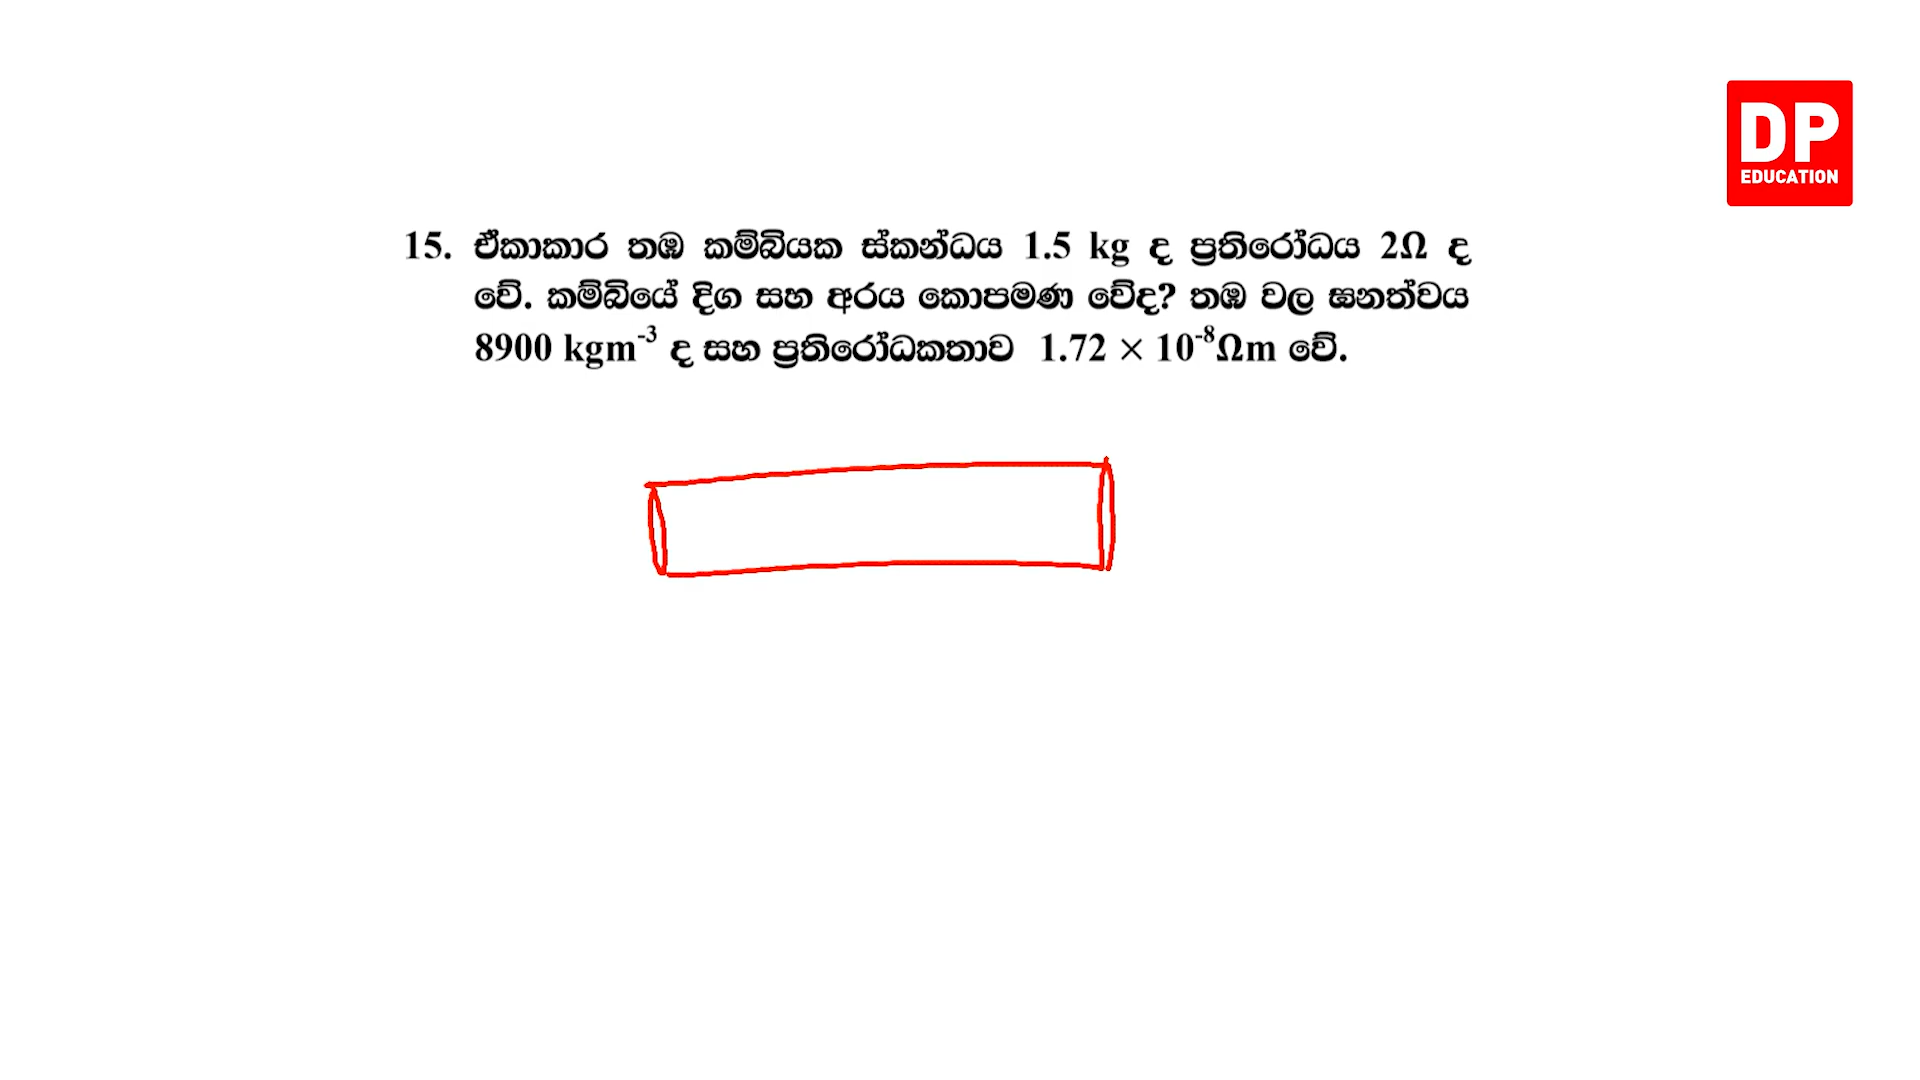 DP
EDUCATION
15. ඒකාකාර තඹ කම්බියක ස්කන්ධය 1.5 kg ද ප්‍රතිරෝධය 2Ω ද
වේ. කම්බියේ දිග සහ අරය කොපමණ වේද? තඹ වල ඝනත්වය
8900 kgm⁻³ ද සහ ප්‍රතිරෝධකතාව 1.72 × 10⁻⁸Ωm වේ.